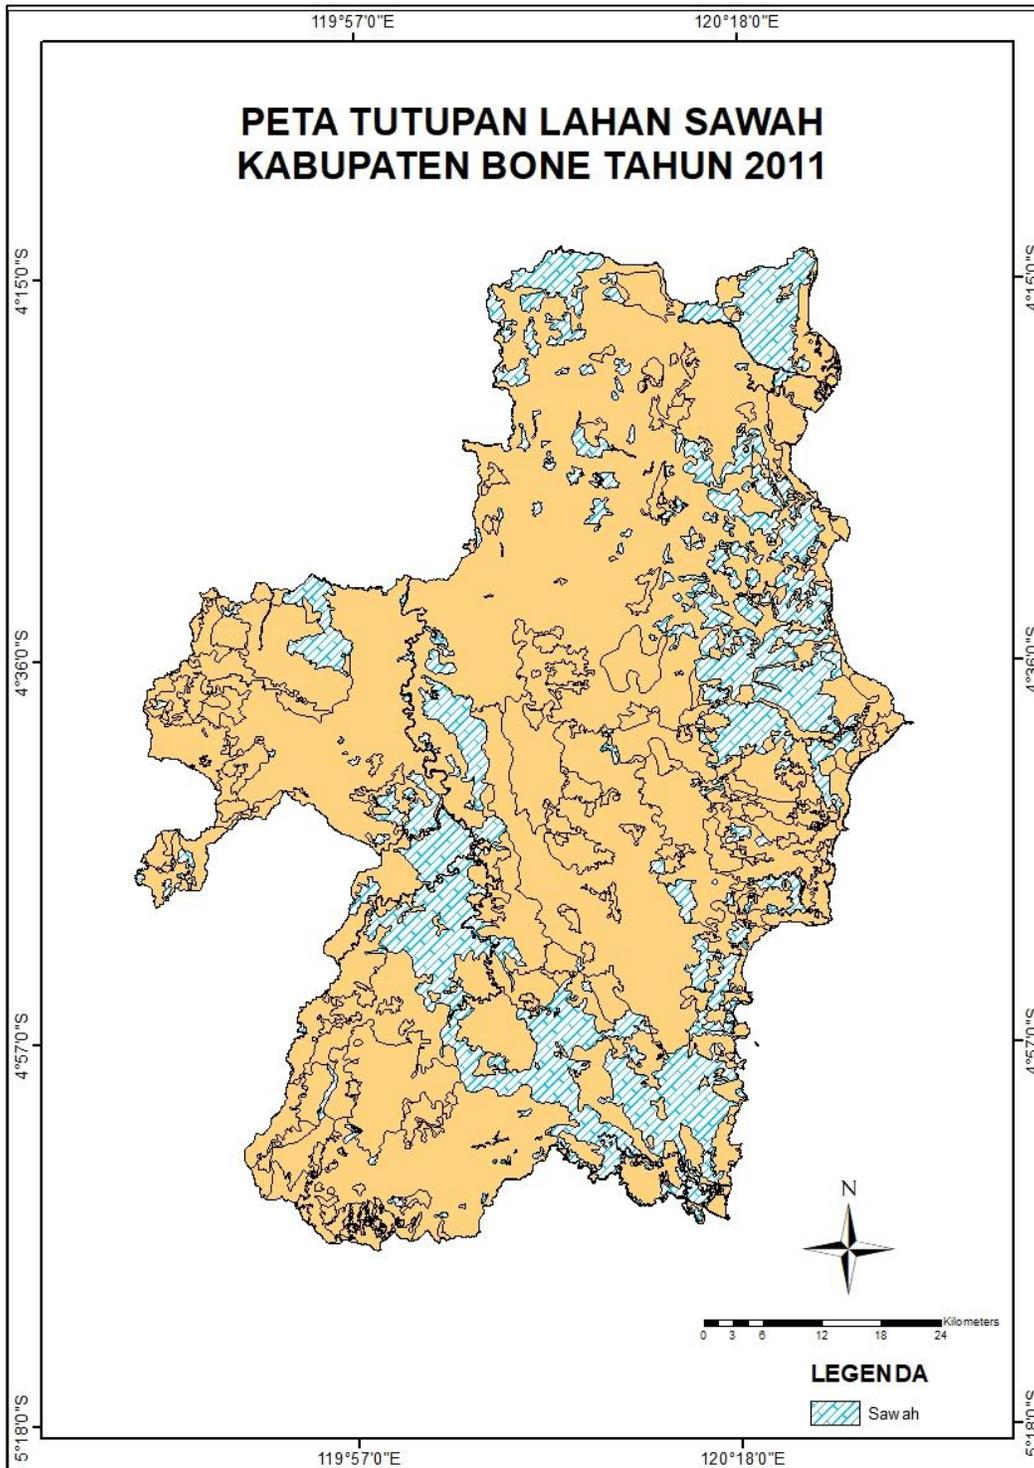 119°57'0"E
120°18'0"E
PETA TUTUPAN LAHAN SAWAH
KABUPATEN BONE TAHUN 2011
4°15'0"S
4°15'0"S
4°36'0"S
4°36'0"S
4°57'0"S
4°57'0"S
N
Kilometers
0 3 6 12 18 24
LEGENDA
Sawah
5°18'0"S
5°18'0"S
119°57'0"E
120°18'0"E